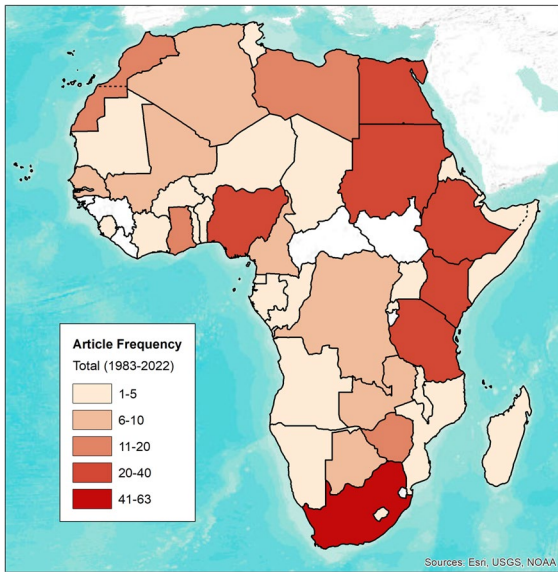 Article Frequency
Total (1983-2022)
1-5
6-10
11-20
20-40
41-63
Sources: Esri, USGS, NOAA